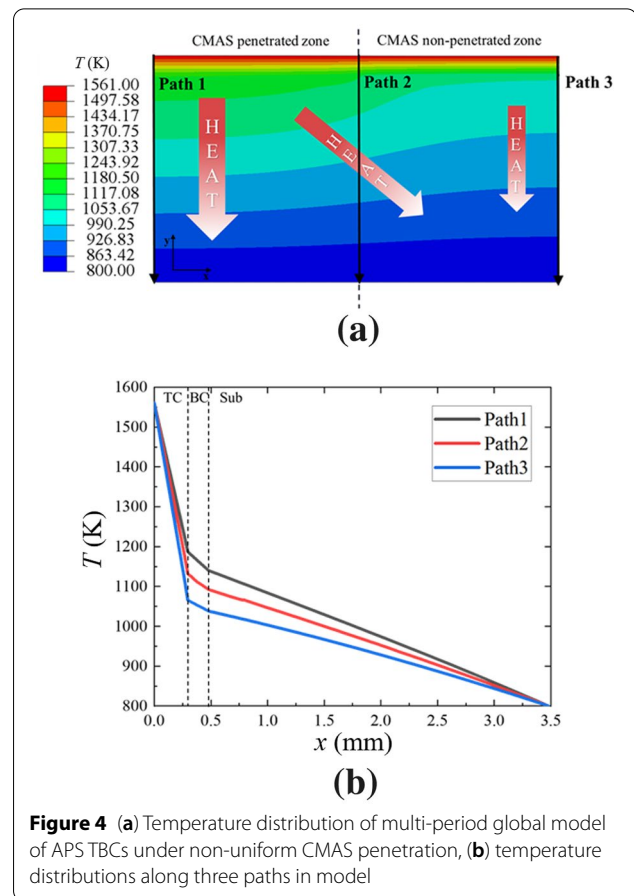 CMAS penetrated zone CMAS non-penetrated zone
T (K)
1561.00
1497.58
1434.17
1370.75
1307.33
1243.92
1180.50
1117.08
1053.67
990.25
926.83
863.42
800.00
Path 1
Path 2
Path 3
HEAT
HEAT
HEAT
y
x
(a)
1600
1500
1400
1300
1200
1100
1000
900
800
T (K)
TC BC Sub
Path1
Path2
Path3
0.0 0.5 1.0 1.5 2.0 2.5 3.0 3.5
x (mm)
(b)
Figure 4 (a) Temperature distribution of multi-period global model
of APS TBCs under non-uniform CMAS penetration, (b) temperature
distributions along three paths in model